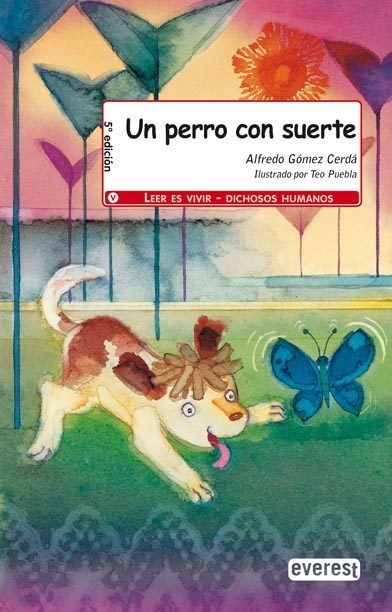 5ª edición
Un perro con suerte
Alfredo Gómez Cerdá
Ilustrado por Teo Puebla
V LEER ES VIVIR - DICHOSOS HUMANOS
everest